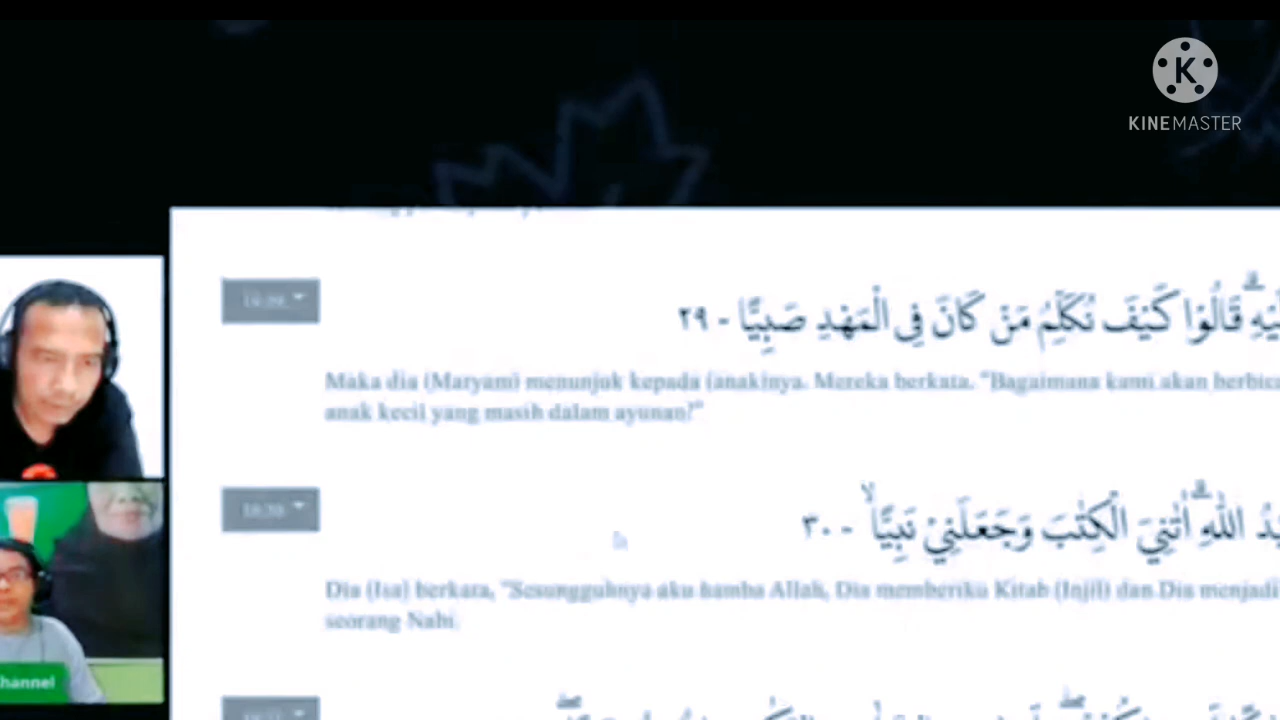 KINEMASTER
يْهِ قَالُوْا كَيْفَ نُكَلِّمُ مَنْ كَانَ فِى الْمَهْدِ صَبِيًّا - ٢٩
Maka dia (Maryam) menunjuk kepada (anak)nya. Mereka berkata, "Bagaimana kami akan berbica
anak kecil yang masih dalam ayunan?"
اللّٰهِ اٰتٰنِيَ الْكِتٰبَ وَجَعَلَنِيْ نَبِيًّا - ٣٠
Dia (Isa) berkata, "Sesungguhnya aku hamba Allah, Dia memberiku Kitab (Injil) dan Dia menjadi
seorang Nabi.
hannel